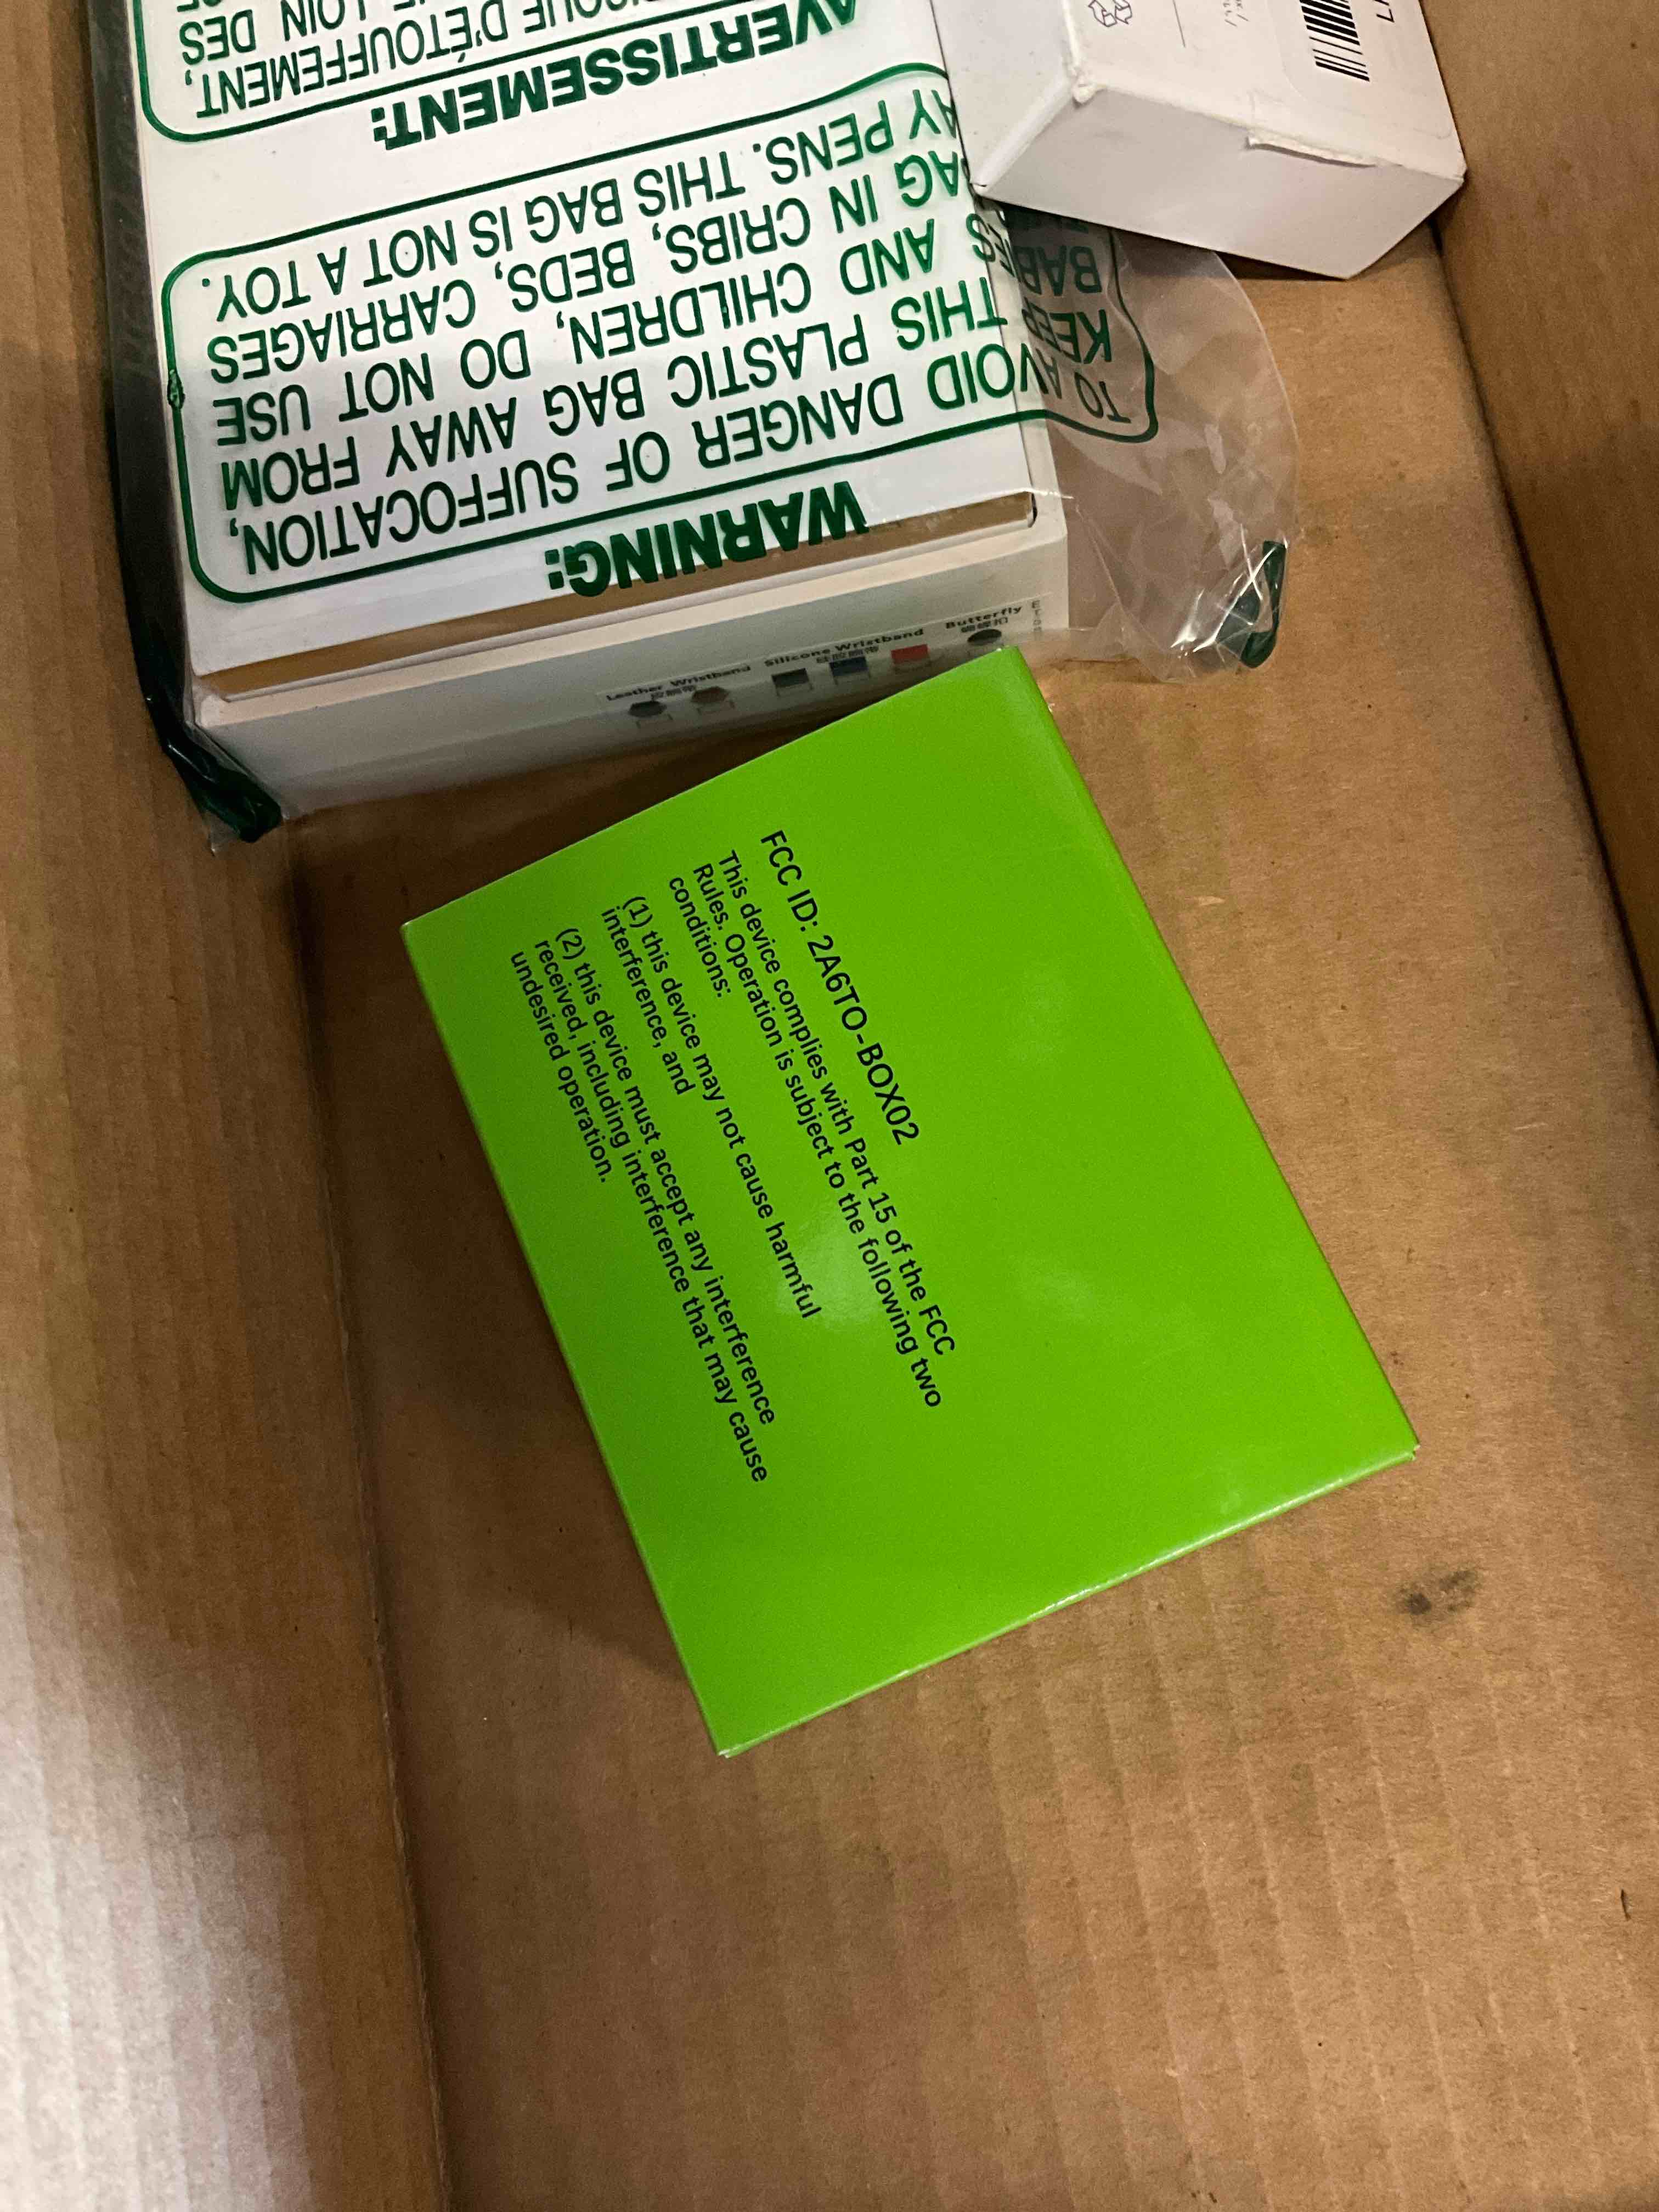 WARNING:
TO AVOID DANGER OF SUFFOCATION,
KEEP THIS PLASTIC BAG AWAY FROM
BABIES AND CHILDREN, DO NOT USE
BAG IN CRIBS, BEDS, CARRIAGES
AY PENS. THIS BAG IS NOT A TOY.
AVERTISSEMENT:
D'ÉTOUFFEMENT,
LOIN DES
Leather Wristband
Silicone Wristband
Butterfly
FCC ID: 2A6TO-BOX02
This device complies with Part 15 of the FCC
Rules. Operation is subject to the following two
conditions:
(1) this device may not cause harmful
interference, and
(2) this device must accept any interference
received, including interference that may cause
undesired operation.